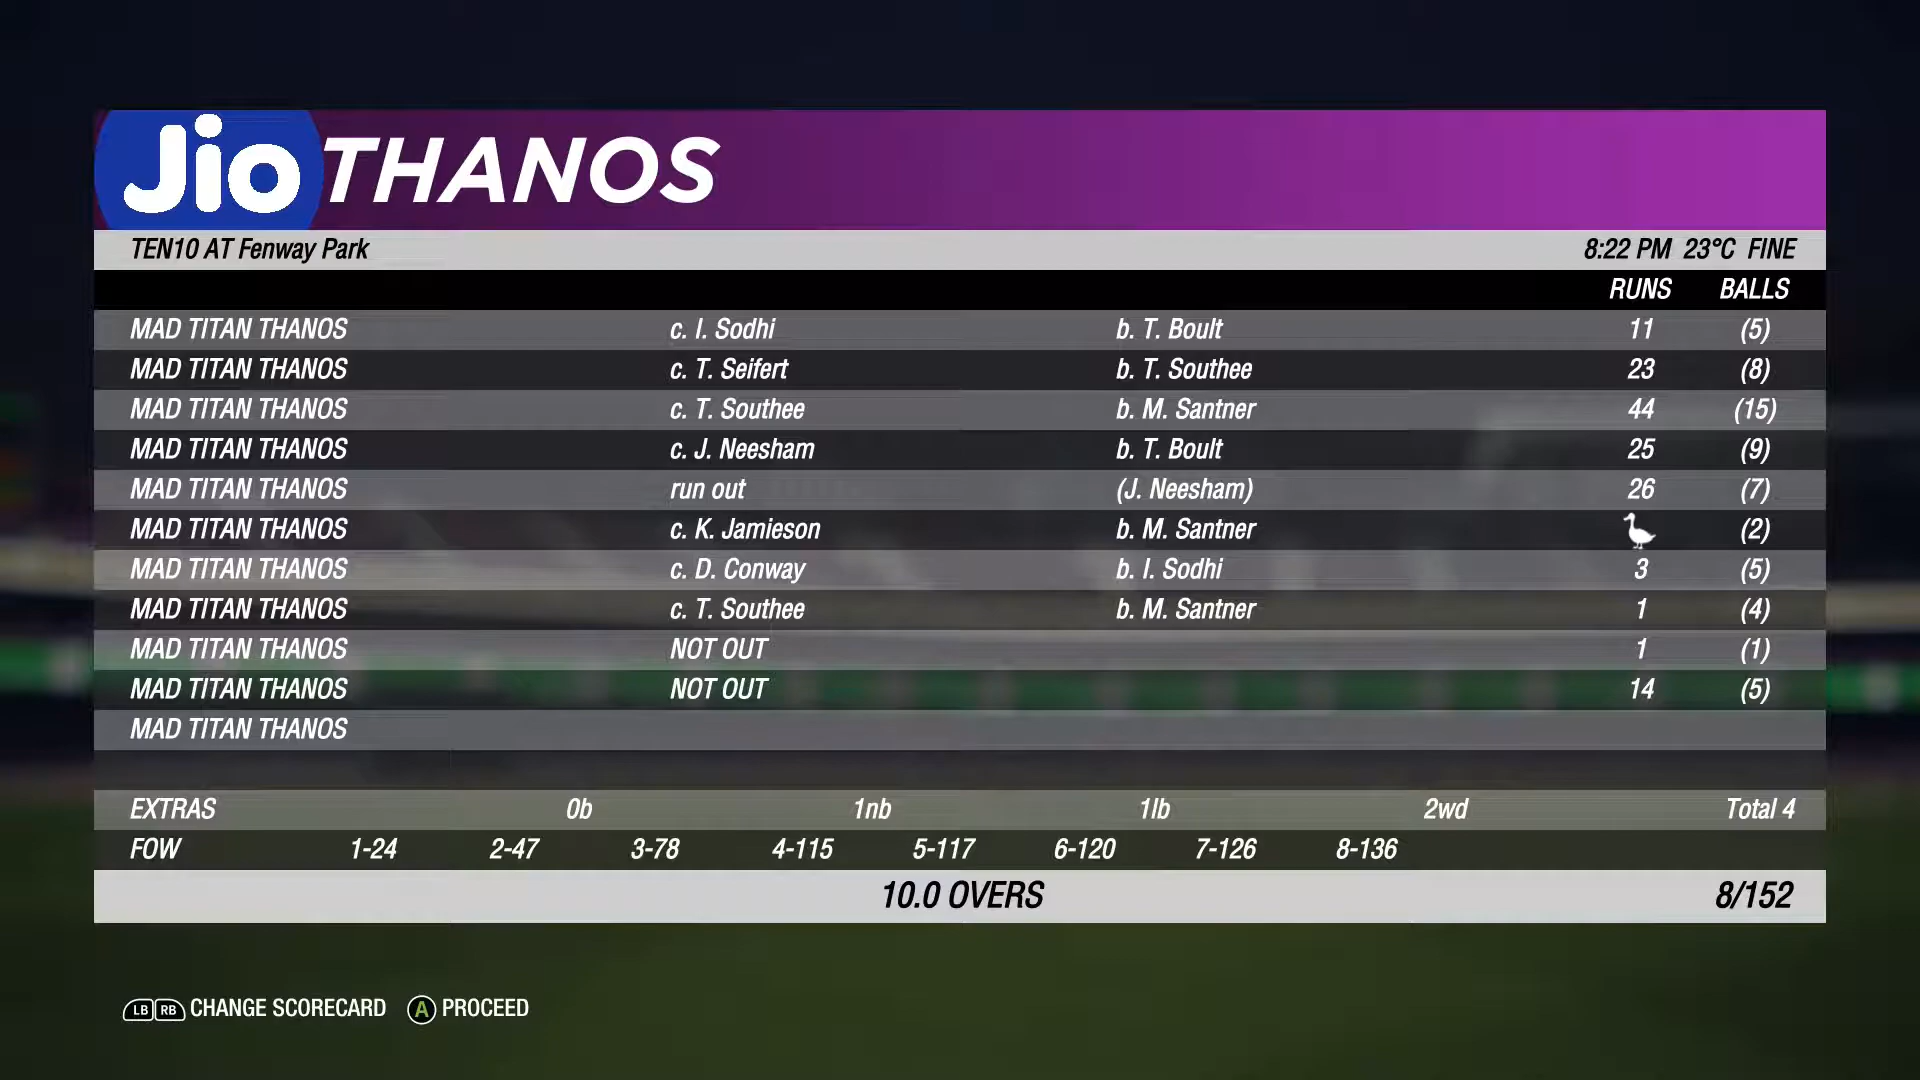 Jio THANOS
TEN10 AT Fenway Park 8:22 PM 23°C FINE
RUNS BALLS
MAD TITAN THANOS c. I. Sodhi b. T. Boult 11 (5)
MAD TITAN THANOS c. T. Seifert b. T. Southee 23 (8)
MAD TITAN THANOS c. T. Southee b. M. Santner 44 (15)
MAD TITAN THANOS c. J. Neesham b. T. Boult 25 (9)
MAD TITAN THANOS run out (J. Neesham) 26 (7)
MAD TITAN THANOS c. K. Jamieson b. M. Santner (2)
MAD TITAN THANOS c. D. Conway b. I. Sodhi 3 (5)
MAD TITAN THANOS c. T. Southee b. M. Santner 1 (4)
MAD TITAN THANOS NOT OUT 1 (1)
MAD TITAN THANOS NOT OUT 14 (5)
MAD TITAN THANOS
EXTRAS 0b 1nb 1lb 2wd Total 4
FOW 1-24 2-47 3-78 4-115 5-117 6-120 7-126 8-136
10.0 OVERS 8/152
LB RB CHANGE SCORECARD A PROCEED